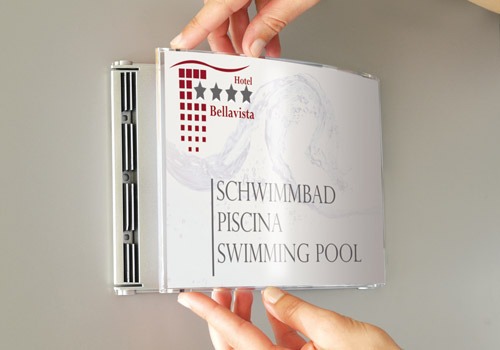 Hotel
Bellavista
SCHWIMMBAD
PISCINA
SWIMMING POOL